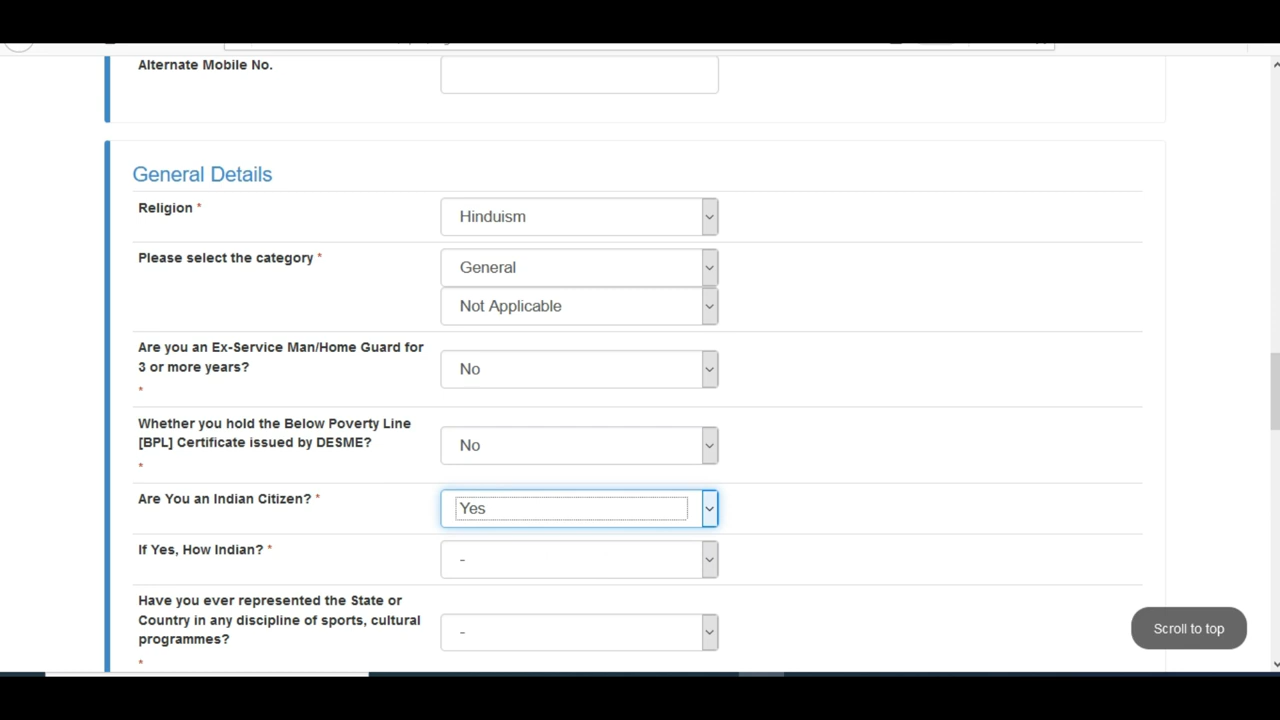 Alternate Mobile No.
General Details
Religion *
Hinduism
Please select the category *
General
Not Applicable
Are you an Ex-Service Man/Home Guard for
3 or more years?
*
No
Whether you hold the Below Poverty Line
[BPL] Certificate issued by DESME?
*
No
Are You an Indian Citizen? *
Yes
If Yes, How Indian? *
-
Have you ever represented the State or
Country in any discipline of sports, cultural
programmes?
*
-
Scroll to top